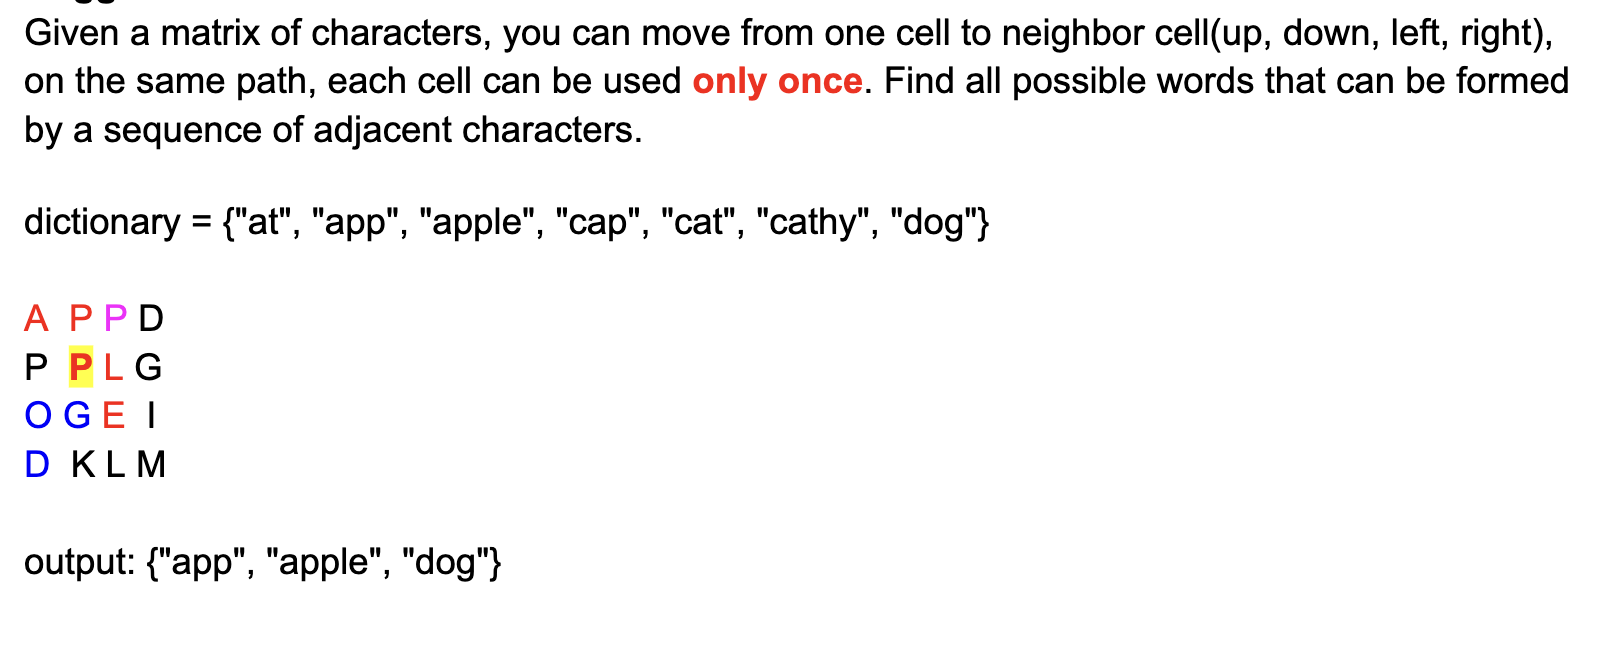 Given a matrix of characters, you can move from one cell to neighbor cell(up, down, left, right),
on the same path, each cell can be used only once. Find all possible words that can be formed
by a sequence of adjacent characters.
dictionary = {"at", "app", "apple", "cap", "cat", "cathy", "dog"}
A P P D
P P L G
O G E I
D K L M
output: {"app", "apple", "dog"}